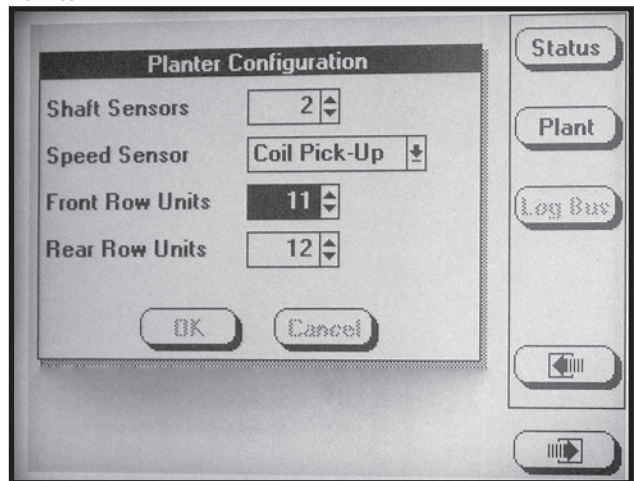 Planter Configuration
Shaft Sensors 2
Speed Sensor Coil Pick-Up
Front Row Units 11
Rear Row Units 12
OK Cancel
Status
Plant
Log Bus